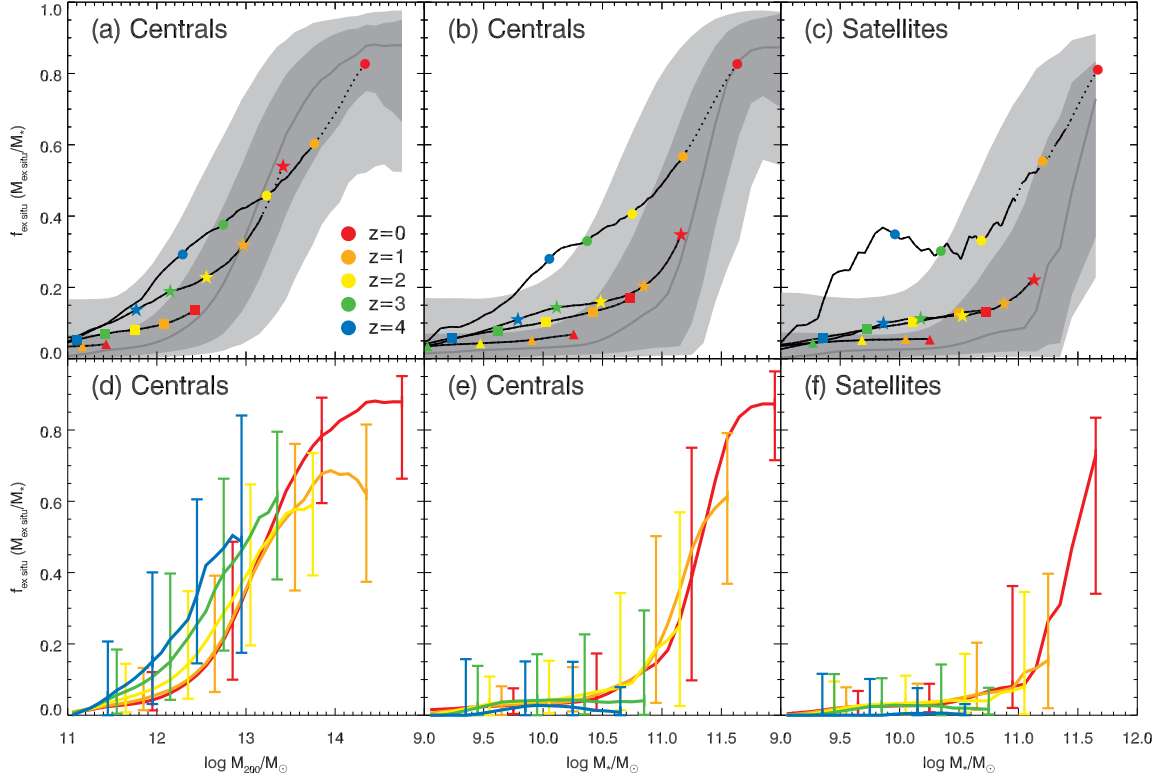 (a) Centrals
(b) Centrals
(c) Satellites
1.0
0.8
0.6
0.4
0.2
0.0
f_ex situ (M_ex situ/M_*)
z=0
z=1
z=2
z=3
z=4
(d) Centrals
(e) Centrals
(f) Satellites
0.8
0.6
0.4
0.2
0.0
f_ex situ (M_ex situ/M_*)
11 12 13 14
9.0 9.5 10.0 10.5 11.0 11.5
9.0 9.5 10.0 10.5 11.0 11.5 12.0
log M_200/M_⊙
log M_*/M_⊙
log M_*/M_⊙